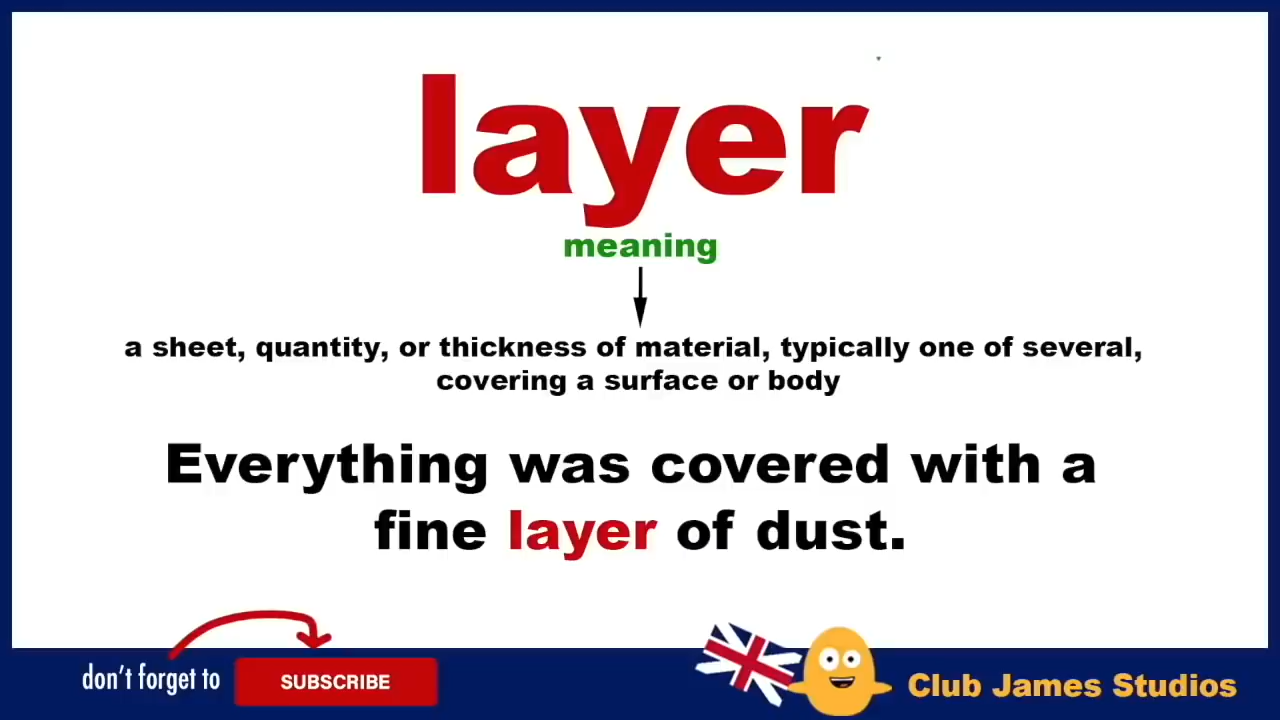 layer
meaning
a sheet, quantity, or thickness of material, typically one of several,
covering a surface or body
Everything was covered with a
fine layer of dust.
don't forget to
SUBSCRIBE
Club James Studios